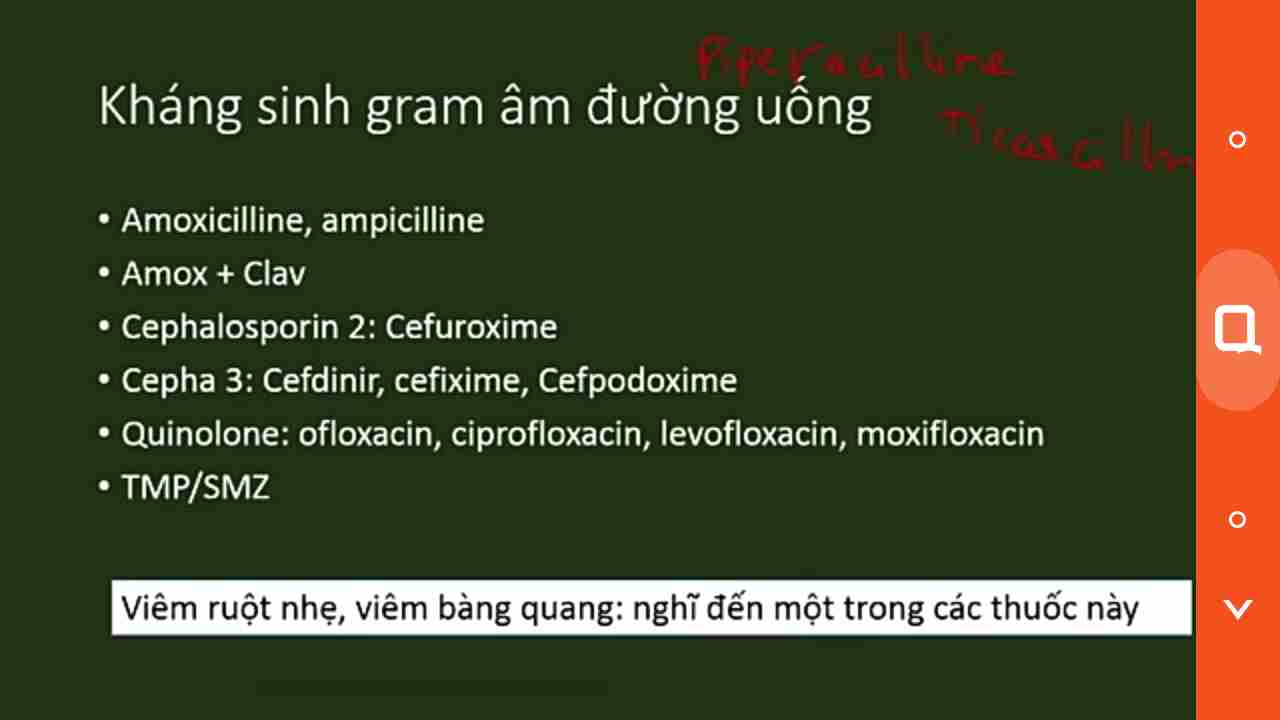 Piperacilline
Kháng sinh gram âm đường uống
Ticarcillin
• Amoxicilline, ampicilline
• Amox + Clav
• Cephalosporin 2: Cefuroxime
• Cepha 3: Cefdinir, cefixime, Cefpodoxime
• Quinolone: ofloxacin, ciprofloxacin, levofloxacin, moxifloxacin
• TMP/SMZ
Viêm ruột nhẹ, viêm bàng quang: nghĩ đến một trong các thuốc này